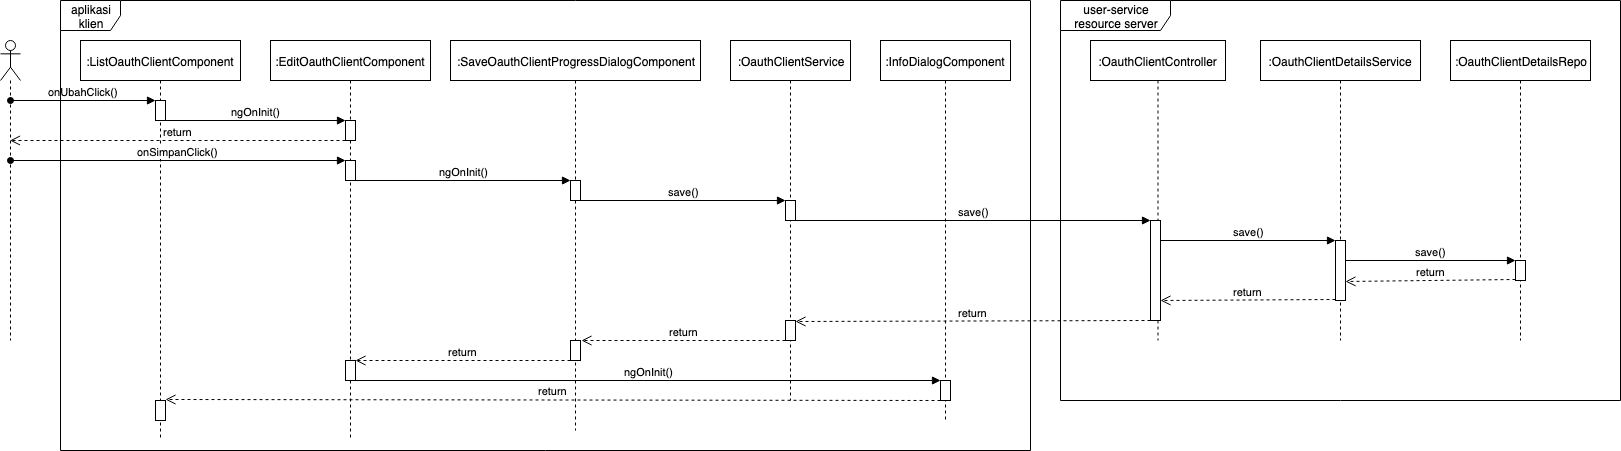 aplikasi
klien
user-service
resource server
:ListOauthClientComponent
:EditOauthClientComponent
:SaveOauthClientProgressDialogComponent
:OauthClientService
:InfoDialogComponent
:OauthClientController
:OauthClientDetailsService
:OauthClientDetailsRepo
onUbahClick()
ngOnInit()
return
onSimpanClick()
ngOnInit()
save()
save()
save()
save()
return
return
return
return
return
ngOnInit()
return